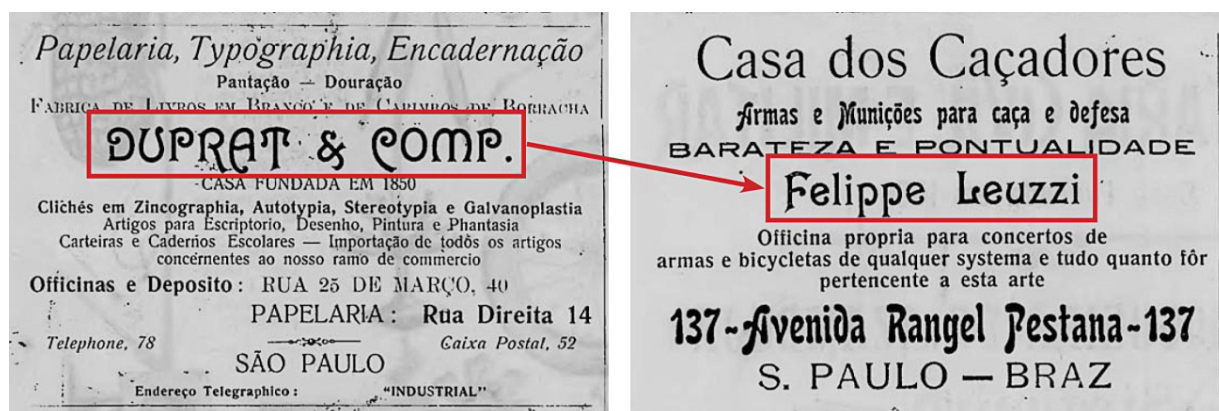 Papelaria, Typographia, Encadernação
Pantação — Douração
FABRICA DE LIVROS EM BRANCO E DE CARIMBOS DE BORRACHA
DUPRAT & COMP.
CASA FUNDADA EM 1850
Clichés em Zincographia, Autotypia, Stereotypia e Galvanoplastia
Artigos para Escriptorio, Desenho, Pintura e Phantasia
Carteiras e Cadernos Escolares — Importação de todos os artigos
concernentes ao nosso ramo de commercio
Officinas e Deposito: RUA 25 DE MARÇO, 40
PAPELARIA: Rua Direita 14
Telephone, 78 Caixa Postal, 52
SÃO PAULO
Endereço Telegraphico: "INDUSTRIAL"
Casa dos Caçadores
Armas e Munições para caça e defesa
BARATEZA E PONTUALIDADE
Felippe Leuzzi
Officina propria para concertos de
armas e bicycletas de qualquer systema e tudo quanto fôr
pertencente a esta arte
137-Avenida Rangel Pestana-137
S. PAULO — BRAZ